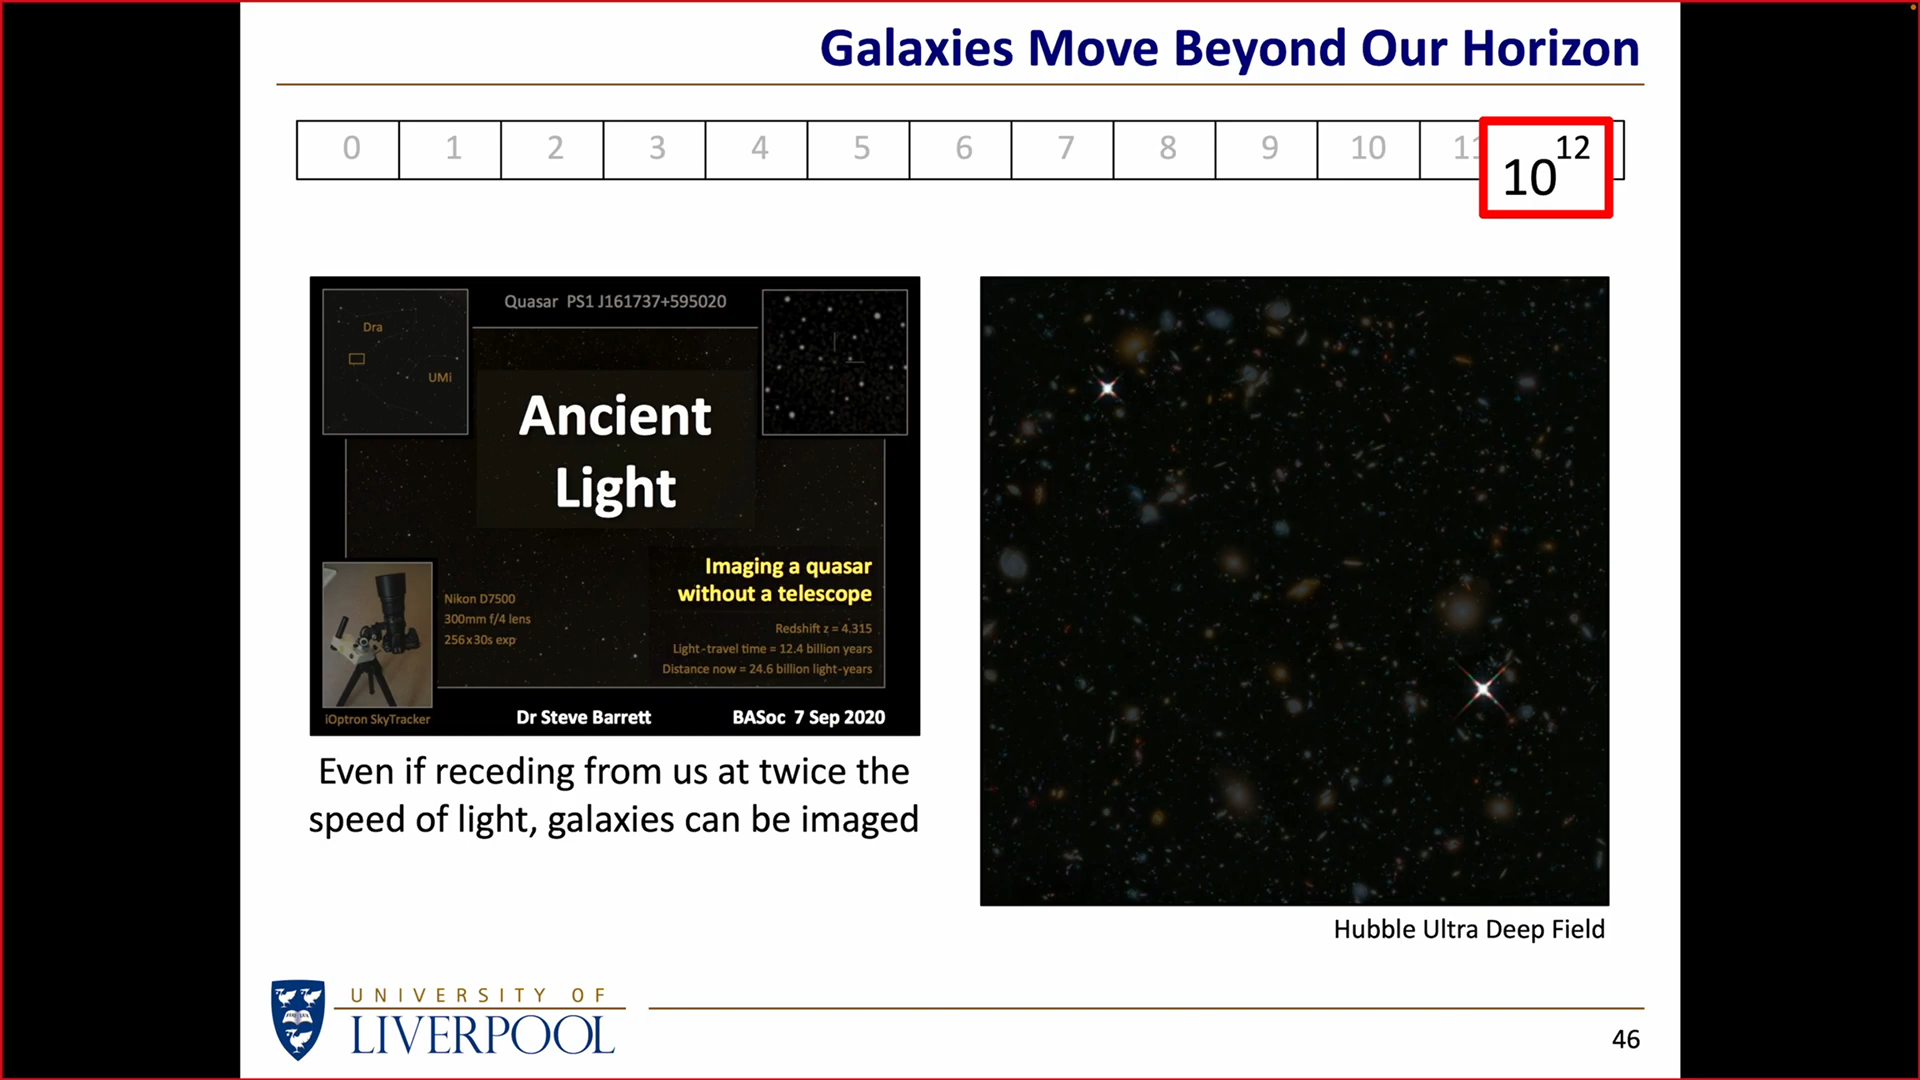 Galaxies Move Beyond Our Horizon
0 1 2 3 4 5 6 7 8 9 10 11 10¹²
Quasar PS1 J161737+595020
Dra
UMi
Ancient
Light
Imaging a quasar
without a telescope
Nikon D7500
300mm f/4 lens
256x30s exp
Redshift z = 4.315
Light-travel time = 12.4 billion years
Distance now = 24.6 billion light-years
iOptron SkyTracker
Dr Steve Barrett
BASoc 7 Sep 2020
Even if receding from us at twice the
speed of light, galaxies can be imaged
Hubble Ultra Deep Field
UNIVERSITY OF
LIVERPOOL
46